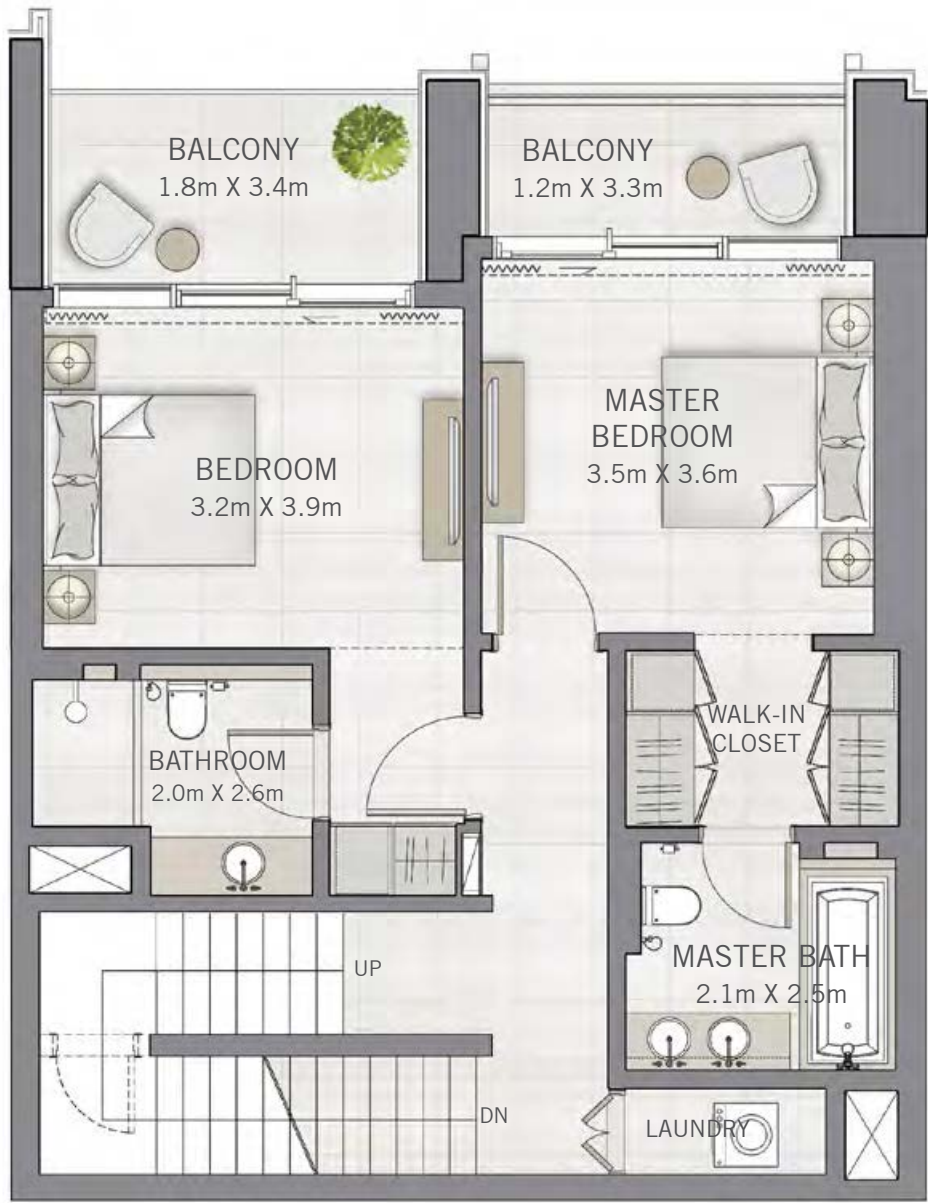 BALCONY
1.8m X 3.4m
BALCONY
1.2m X 3.3m
BEDROOM
3.2m X 3.9m
MASTER
BEDROOM
3.5m X 3.6m
WALK-IN
CLOSET
BATHROOM
2.0m X 2.6m
MASTER BATH
2.1m X 2.5m
UP
DN
LAUNDRY